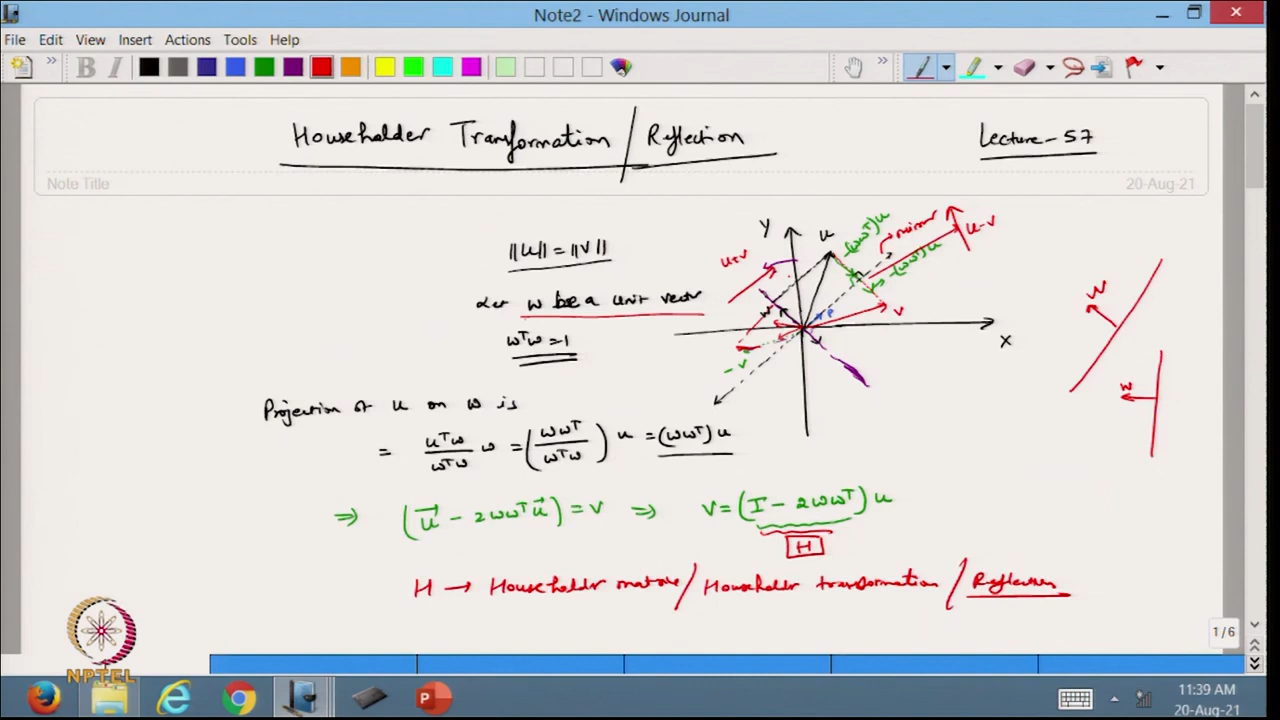 Note2 - Windows Journal
File Edit View Insert Actions Tools Help
Householder Transformation / Reflection
Lecture-57
Note Title
20-Aug-21
||u|| = ||v||
Let w be a unit vector
wᵀw = 1
Y
u
-(wwᵀ)u
mirror
u-v
-(wwᵀ)u
u+v
w
P
v
X
-v
w
w
Projection of u on w is
= uᵀw/wᵀw w = (wwᵀ/wᵀw) u = (wwᵀ)u
⇒ (u⃗ - 2wwᵀu⃗) = v ⇒ v = (I - 2wwᵀ)u
H
H → Householder matrix / Householder transformation / Reflection
1/6
NPTEL
11:39 AM
20-Aug-21